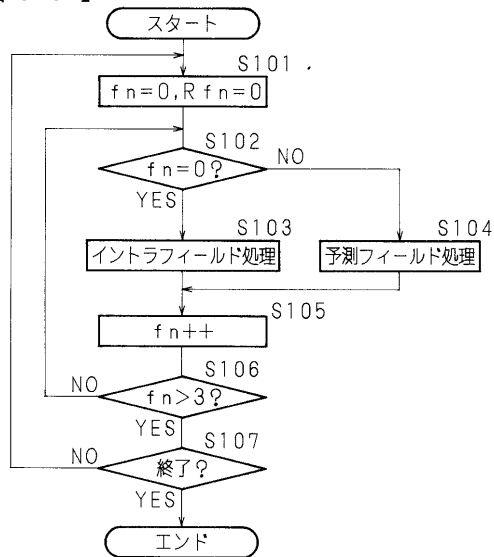 スタート
S101
fn=0,Rfn=0
S102
fn=0?
NO
YES
S103
イントラフィールド処理
S104
予測フィールド処理
S105
fn++
S106
NO
fn>3?
YES
S107
NO
終了?
YES
エンド